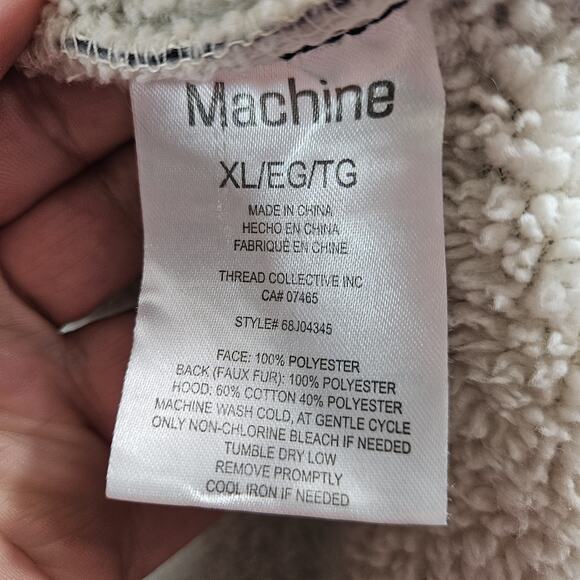 Machine
XL/EG/TG
MADE IN CHINA
HECHO EN CHINA
FABRIQUÉ EN CHINE
THREAD COLLECTIVE INC
CA# 07465
STYLE# 68J04345
FACE: 100% POLYESTER
BACK (FAUX FUR): 100% POLYESTER
HOOD: 60% COTTON 40% POLYESTER
MACHINE WASH COLD, AT GENTLE CYCLE
ONLY NON-CHLORINE BLEACH IF NEEDED
TUMBLE DRY LOW
REMOVE PROMPTLY
COOL IRON IF NEEDED